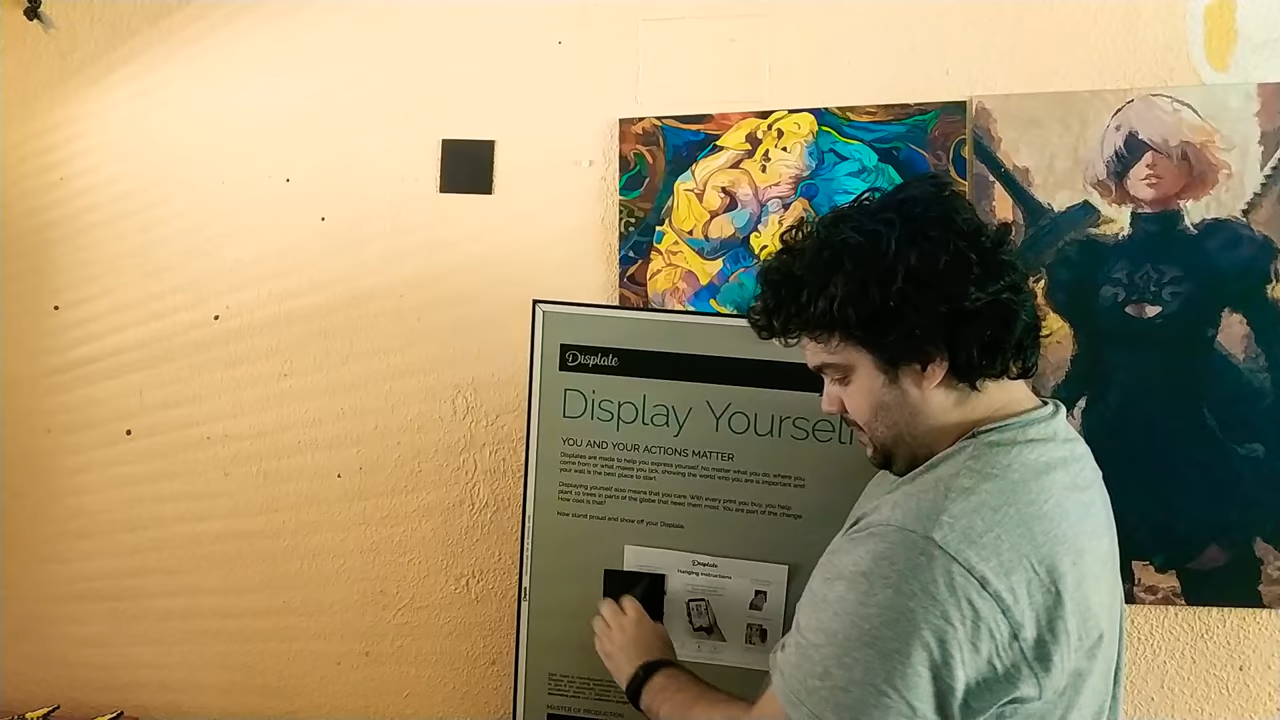 Displate
Display Yourself
YOU AND YOUR ACTIONS MATTER
Displates are made to help you express yourself. No matter what you do, where you
come from or what makes you tick, showing the world who you are is important and
your wall is the best place to start.
Displaying yourself also means that you care. With every print you buy, you help
plant 10 trees in parts of the globe that need them most. You are part of the change.
How cool is that?
Now stand proud and show off your Displate.
Displate
Hanging Instructions
MASTER OF PRODUCTION